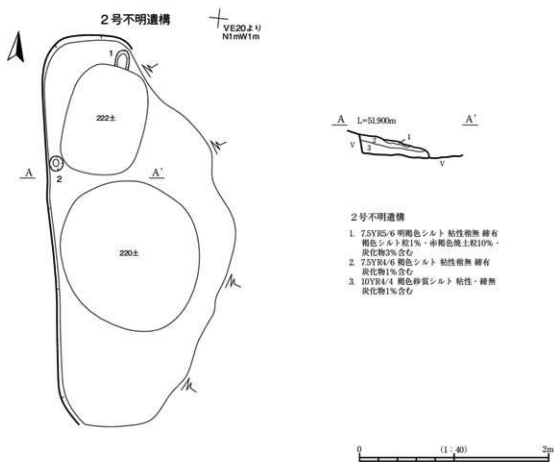 2号不明遺構
VE20より
N1mW1m
1
222±
A
2
A′
220±
A L=51.900m A′
1
2
3
V
V
2号不明遺構
1. 7.5YR5/6 明褐色シルト 粘性稍無 締有
褐色シルト粒1%・赤褐色焼土粒10%・
炭化物3%含む
2. 7.5YR4/6 褐色シルト 粘性稍無 締有
炭化物1%含む
3. 10YR4/4 褐色砂質シルト 粘性・締無
炭化物1%含む
0 (1:40) 2m